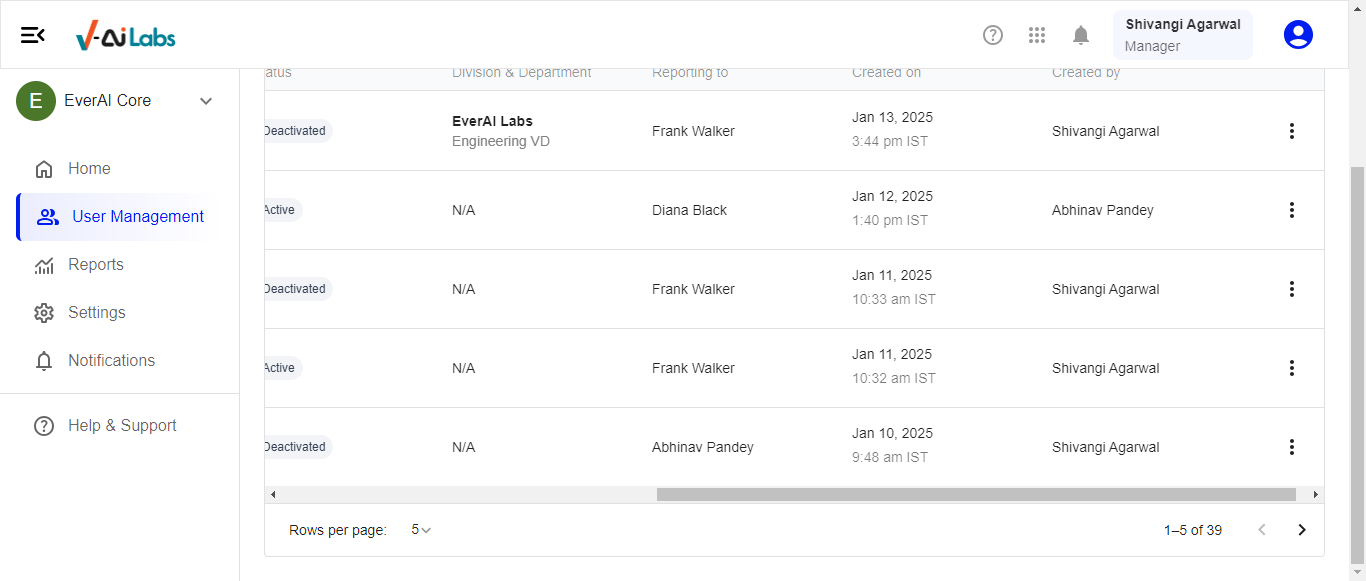 V-Ai Labs
Shivangi Agarwal
Manager
E
EverAI Core
Home
User Management
Reports
Settings
Notifications
Help & Support
atus Division & Department Reporting to Created on Created by
Deactivated EverAI Labs Frank Walker Jan 13, 2025 Shivangi Agarwal
Engineering VD 3:44 pm IST
Active N/A Diana Black Jan 12, 2025 Abhinav Pandey
1:40 pm IST
Deactivated N/A Frank Walker Jan 11, 2025 Shivangi Agarwal
10:33 am IST
Active N/A Frank Walker Jan 11, 2025 Shivangi Agarwal
10:32 am IST
Deactivated N/A Abhinav Pandey Jan 10, 2025 Shivangi Agarwal
9:48 am IST
Rows per page: 5 1–5 of 39